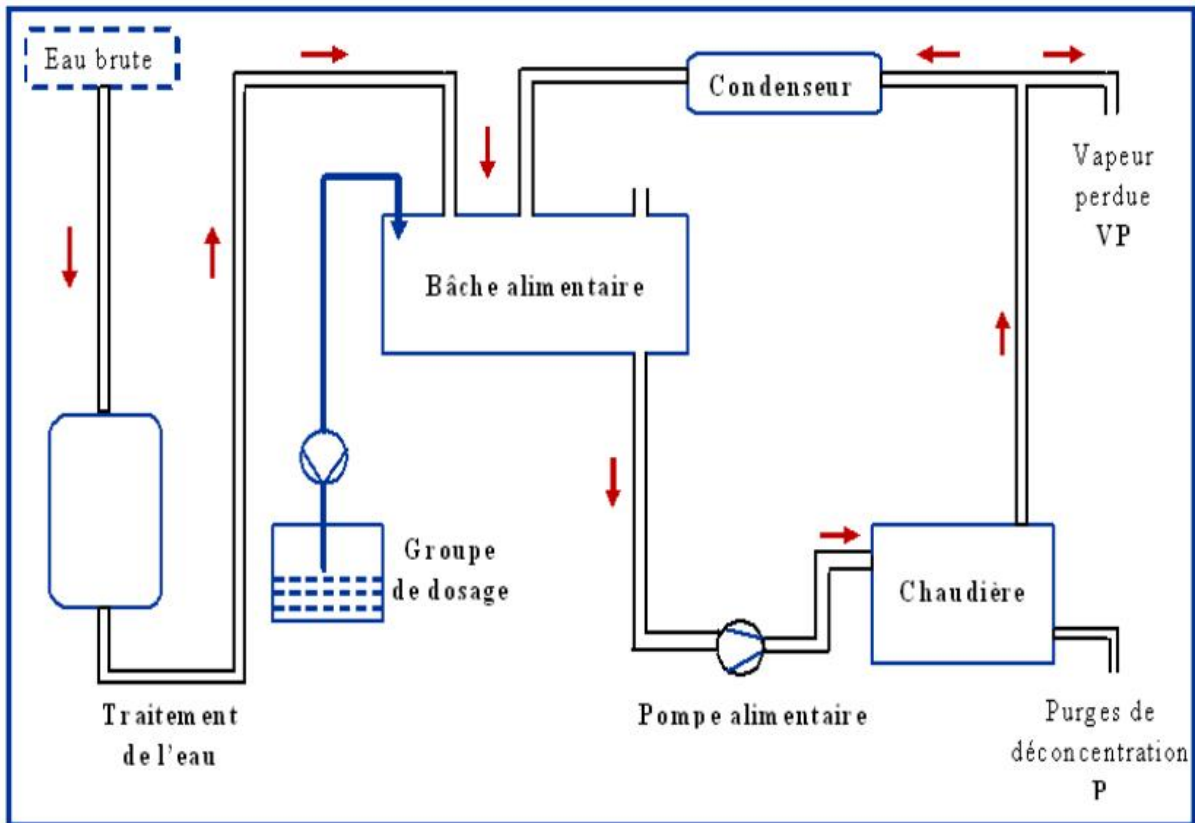 Eau brute
Condenseur
Vapeur
perdue
VP
Bâche alimentaire
Groupe
de dosage
Chaudière
Traitement
de l'eau
Pompe alimentaire
Purges de
déconcentration
P